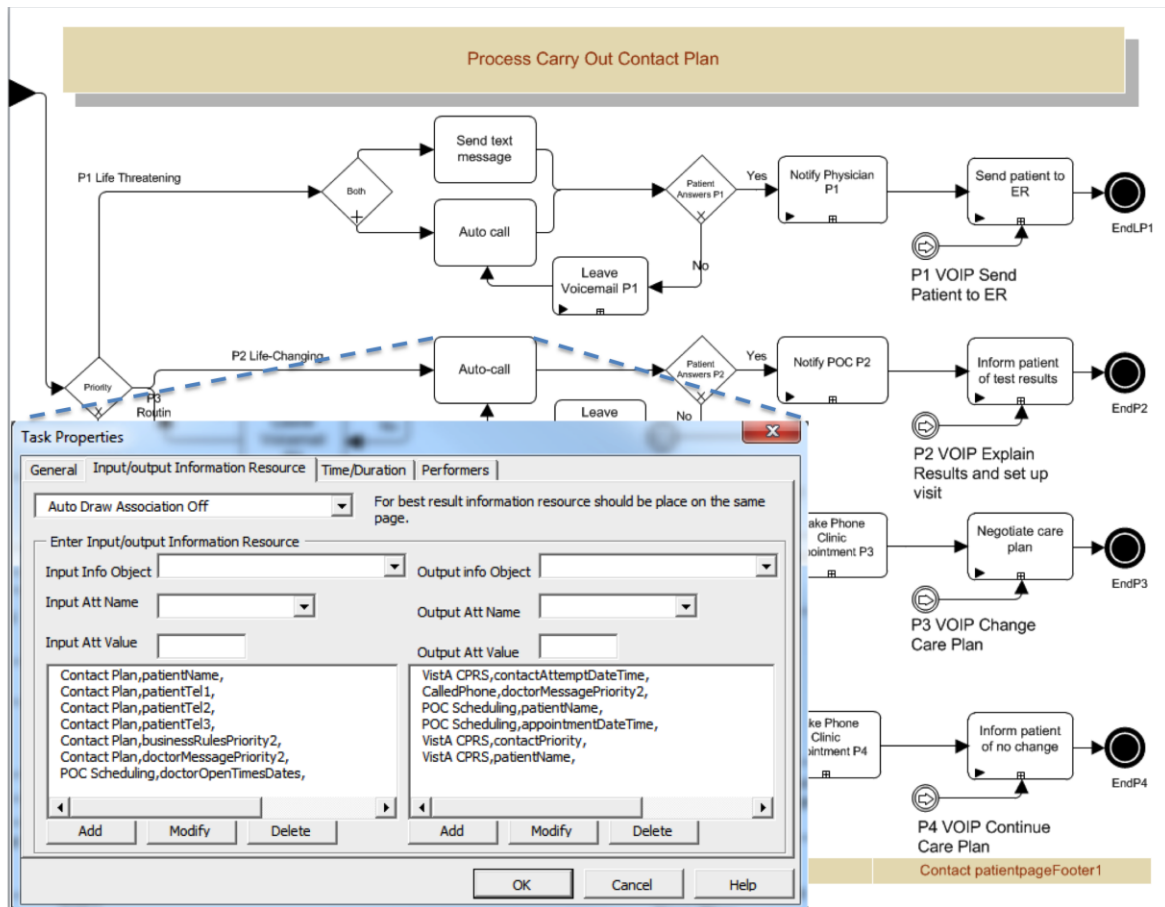 Process Carry Out Contact Plan
P1 Life Threatening
Both
Send text
message
Auto call
Patient
Answers P1
X
Yes
No
Leave
Voicemail P1
Notify Physician
P1
Send patient to
ER
EndLP1
P1 VOIP Send
Patient to ER
Priority
X
P2 Life-Changing
P3
Routin
Auto-call
Patient
Answers P2
Yes
No
Leave
Notify POC P2
Inform patient
of test results
EndP2
P2 VOIP Explain
Results and set up
visit
Clinic
P3
Negotiate care
plan
EndP3
P3 VOIP Change
Care Plan
Phone
Clinic
P4
Inform patient
of no change
EndP4
P4 VOIP Continue
Care Plan
Contact patientpageFooter1
Task Properties
General
Input/output Information Resource
Time/Duration
Performers
Auto Draw Association Off
For best result information resource should be place on the same
page.
Enter Input/output Information Resource
Input Info Object
Output info Object
Input Att Name
Output Att Name
Input Att Value
Output Att Value
Contact Plan,patientName,
Contact Plan,patientTel1,
Contact Plan,patientTel2,
Contact Plan,patientTel3,
Contact Plan,businessRulesPriority2,
Contact Plan,doctorMessagePriority2,
POC Scheduling,doctorOpenTimesDates,
VistA CPRS,contactAttemptDateTime,
CalledPhone,doctorMessagePriority2,
POC Scheduling,patientName,
POC Scheduling,appointmentDateTime,
VistA CPRS,contactPriority,
VistA CPRS,patientName,
Add
Modify
Delete
Add
Modify
Delete
OK
Cancel
Help